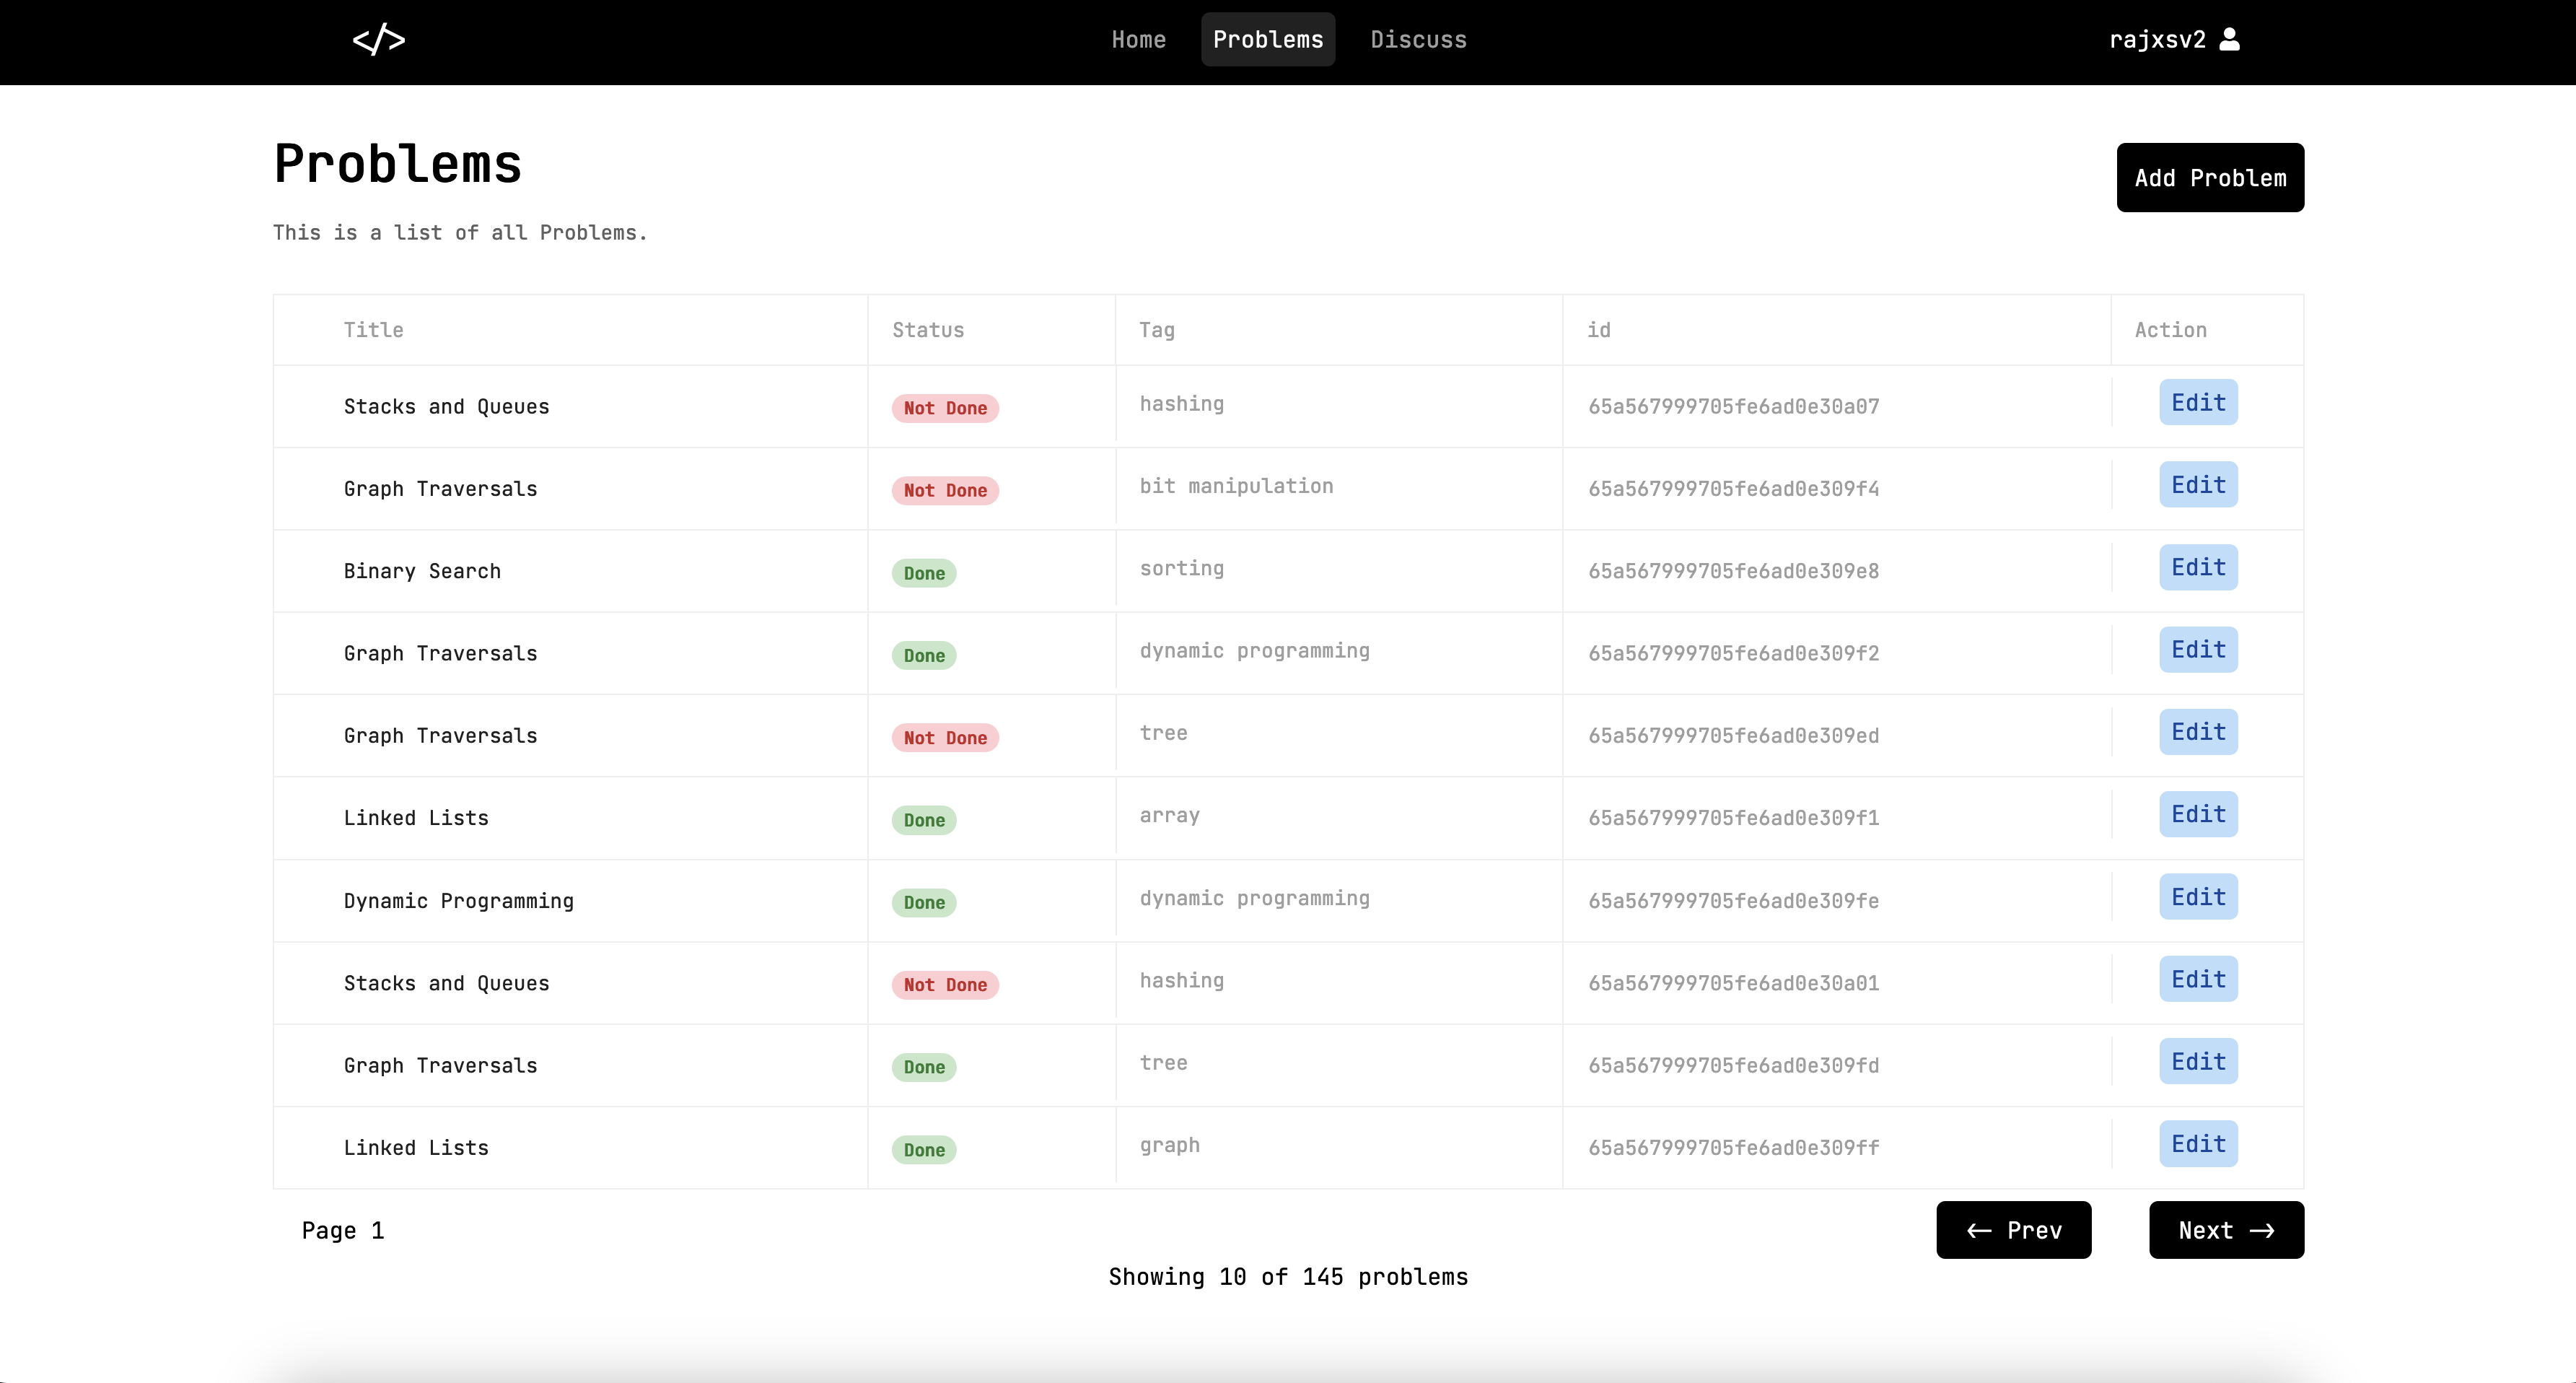 </> Home Problems Discuss rajxsv2
Problems
Add Problem
This is a list of all Problems.
Title Status Tag id Action
Stacks and Queues Not Done hashing 65a567999705fe6ad0e30a07 Edit
Graph Traversals Not Done bit manipulation 65a567999705fe6ad0e309f4 Edit
Binary Search Done sorting 65a567999705fe6ad0e309e8 Edit
Graph Traversals Done dynamic programming 65a567999705fe6ad0e309f2 Edit
Graph Traversals Not Done tree 65a567999705fe6ad0e309ed Edit
Linked Lists Done array 65a567999705fe6ad0e309f1 Edit
Dynamic Programming Done dynamic programming 65a567999705fe6ad0e309fe Edit
Stacks and Queues Not Done hashing 65a567999705fe6ad0e30a01 Edit
Graph Traversals Done tree 65a567999705fe6ad0e309fd Edit
Linked Lists Done graph 65a567999705fe6ad0e309ff Edit
Page 1 ← Prev Next →
Showing 10 of 145 problems